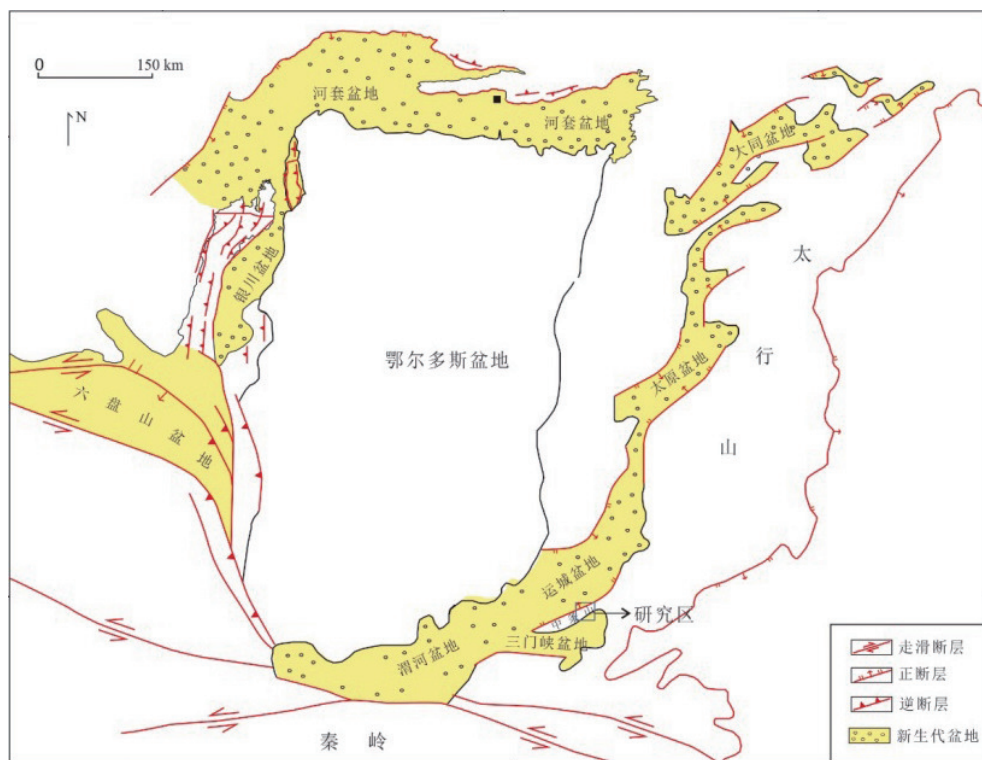 0 150 km
N
河套盆地
河套盆地
大同盆地
银川盆地
太
行
山
鄂尔多斯盆地
太原盆地
六盘山盆地
运城盆地
中条山
研究区
三门峡盆地
渭河盆地
秦岭
走滑断层
正断层
逆断层
新生代盆地